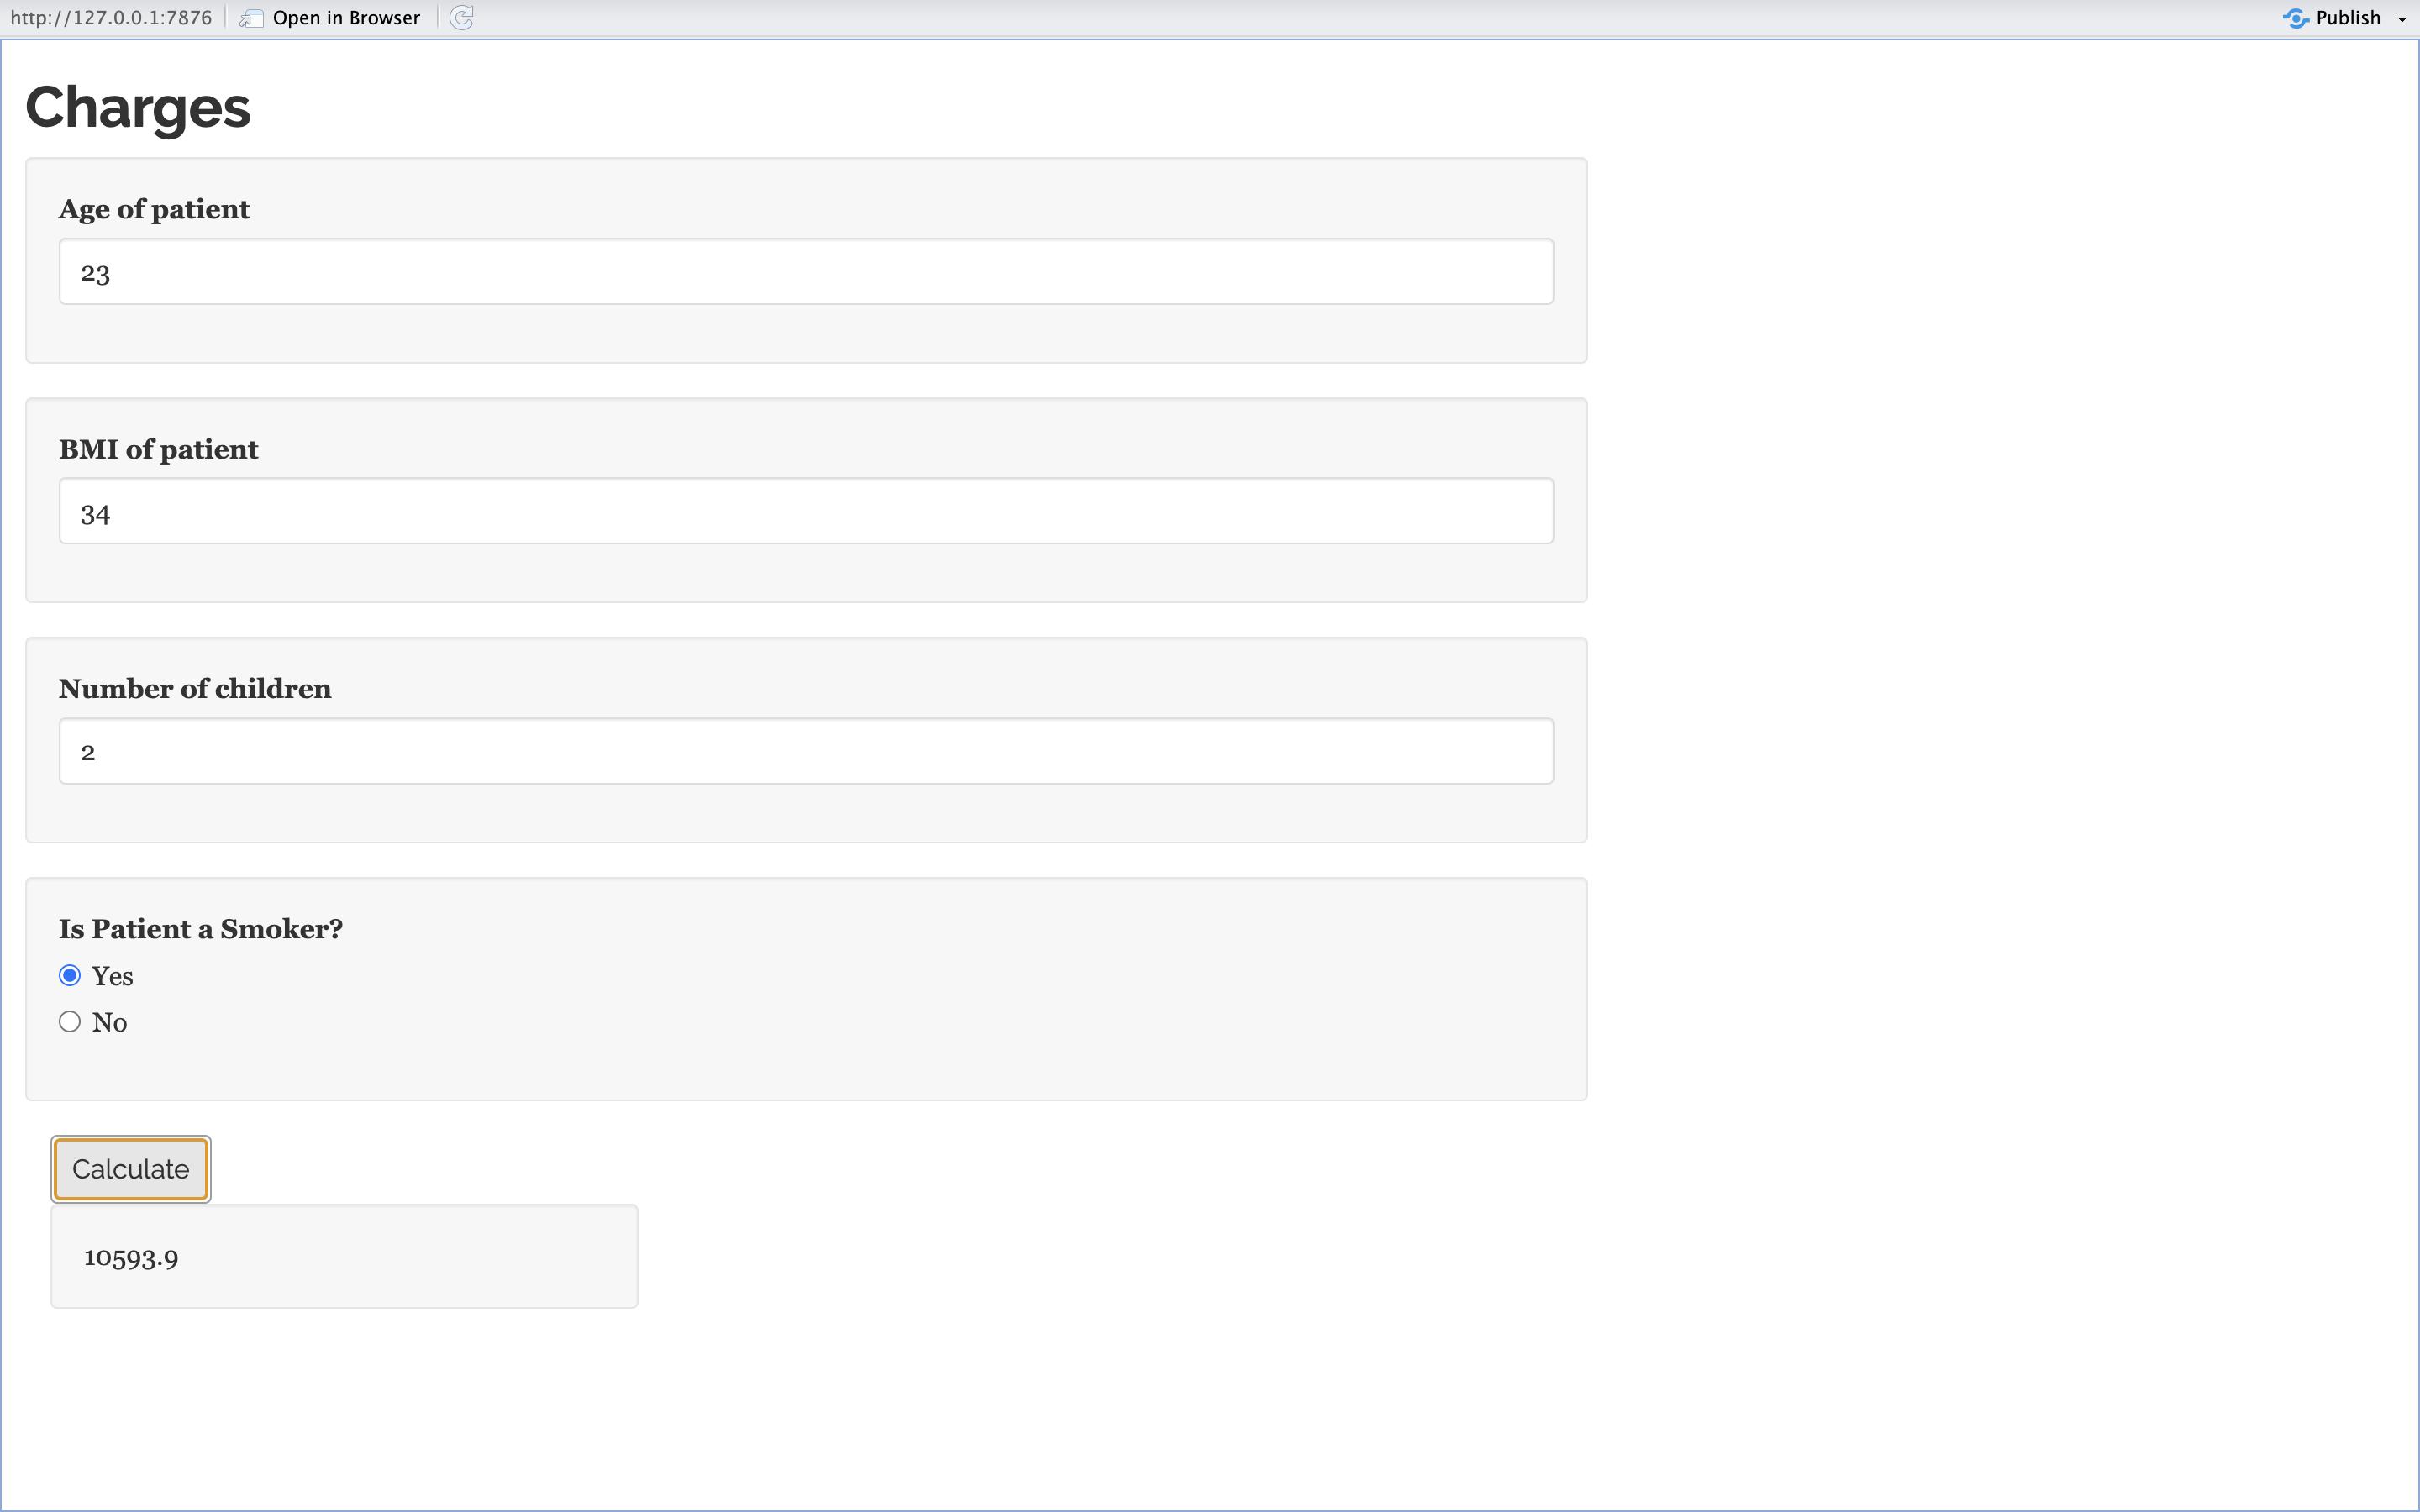 http://127.0.0.1:7876 Open in Browser Publish
Charges
Age of patient
23
BMI of patient
34
Number of children
2
Is Patient a Smoker?
Yes
No
Calculate
10593.9